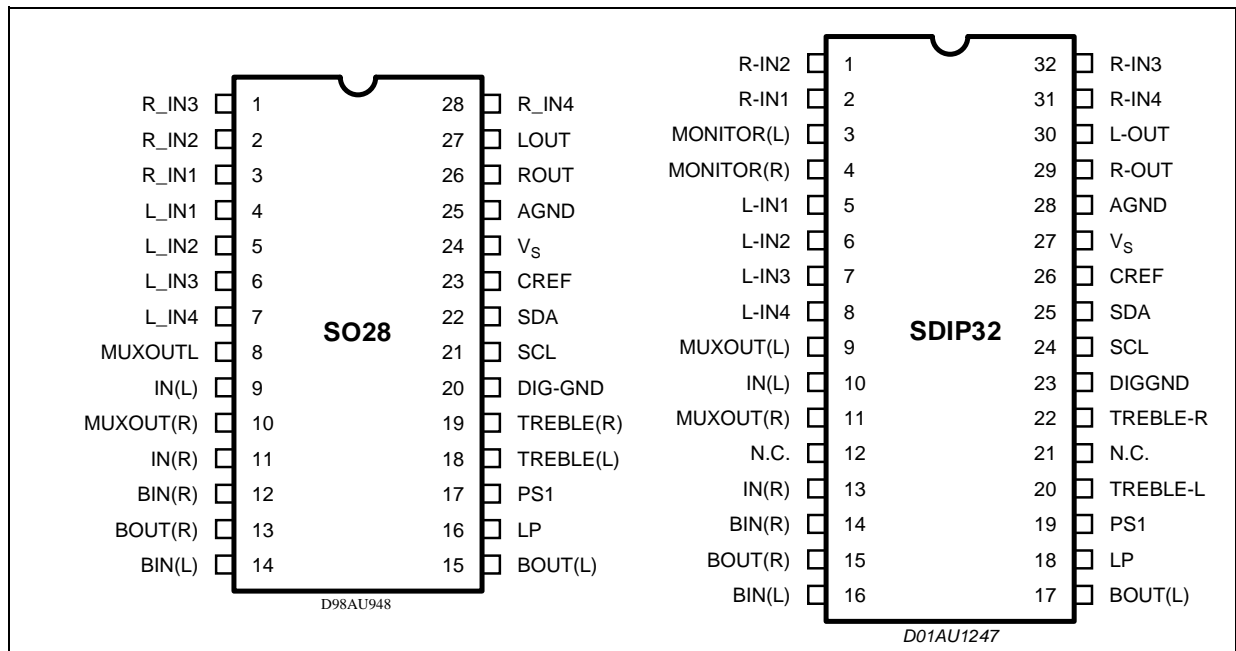 R_IN3 1 28 R_IN4
R_IN2 2 27 LOUT
R_IN1 3 26 ROUT
L_IN1 4 25 AGND
L_IN2 5 24 VS
L_IN3 6 23 CREF
L_IN4 7 22 SDA
SO28
MUXOUTL 8 21 SCL
IN(L) 9 20 DIG-GND
MUXOUT(R) 10 19 TREBLE(R)
IN(R) 11 18 TREBLE(L)
BIN(R) 12 17 PS1
BOUT(R) 13 16 LP
BIN(L) 14 15 BOUT(L)
D98AU948
R-IN2 1 32 R-IN3
R-IN1 2 31 R-IN4
MONITOR(L) 3 30 L-OUT
MONITOR(R) 4 29 R-OUT
L-IN1 5 28 AGND
L-IN2 6 27 VS
L-IN3 7 26 CREF
L-IN4 8 25 SDA
SDIP32
MUXOUT(L) 9 24 SCL
IN(L) 10 23 DIGGND
MUXOUT(R) 11 22 TREBLE-R
N.C. 12 21 N.C.
IN(R) 13 20 TREBLE-L
BIN(R) 14 19 PS1
BOUT(R) 15 18 LP
BIN(L) 16 17 BOUT(L)
D01AU1247